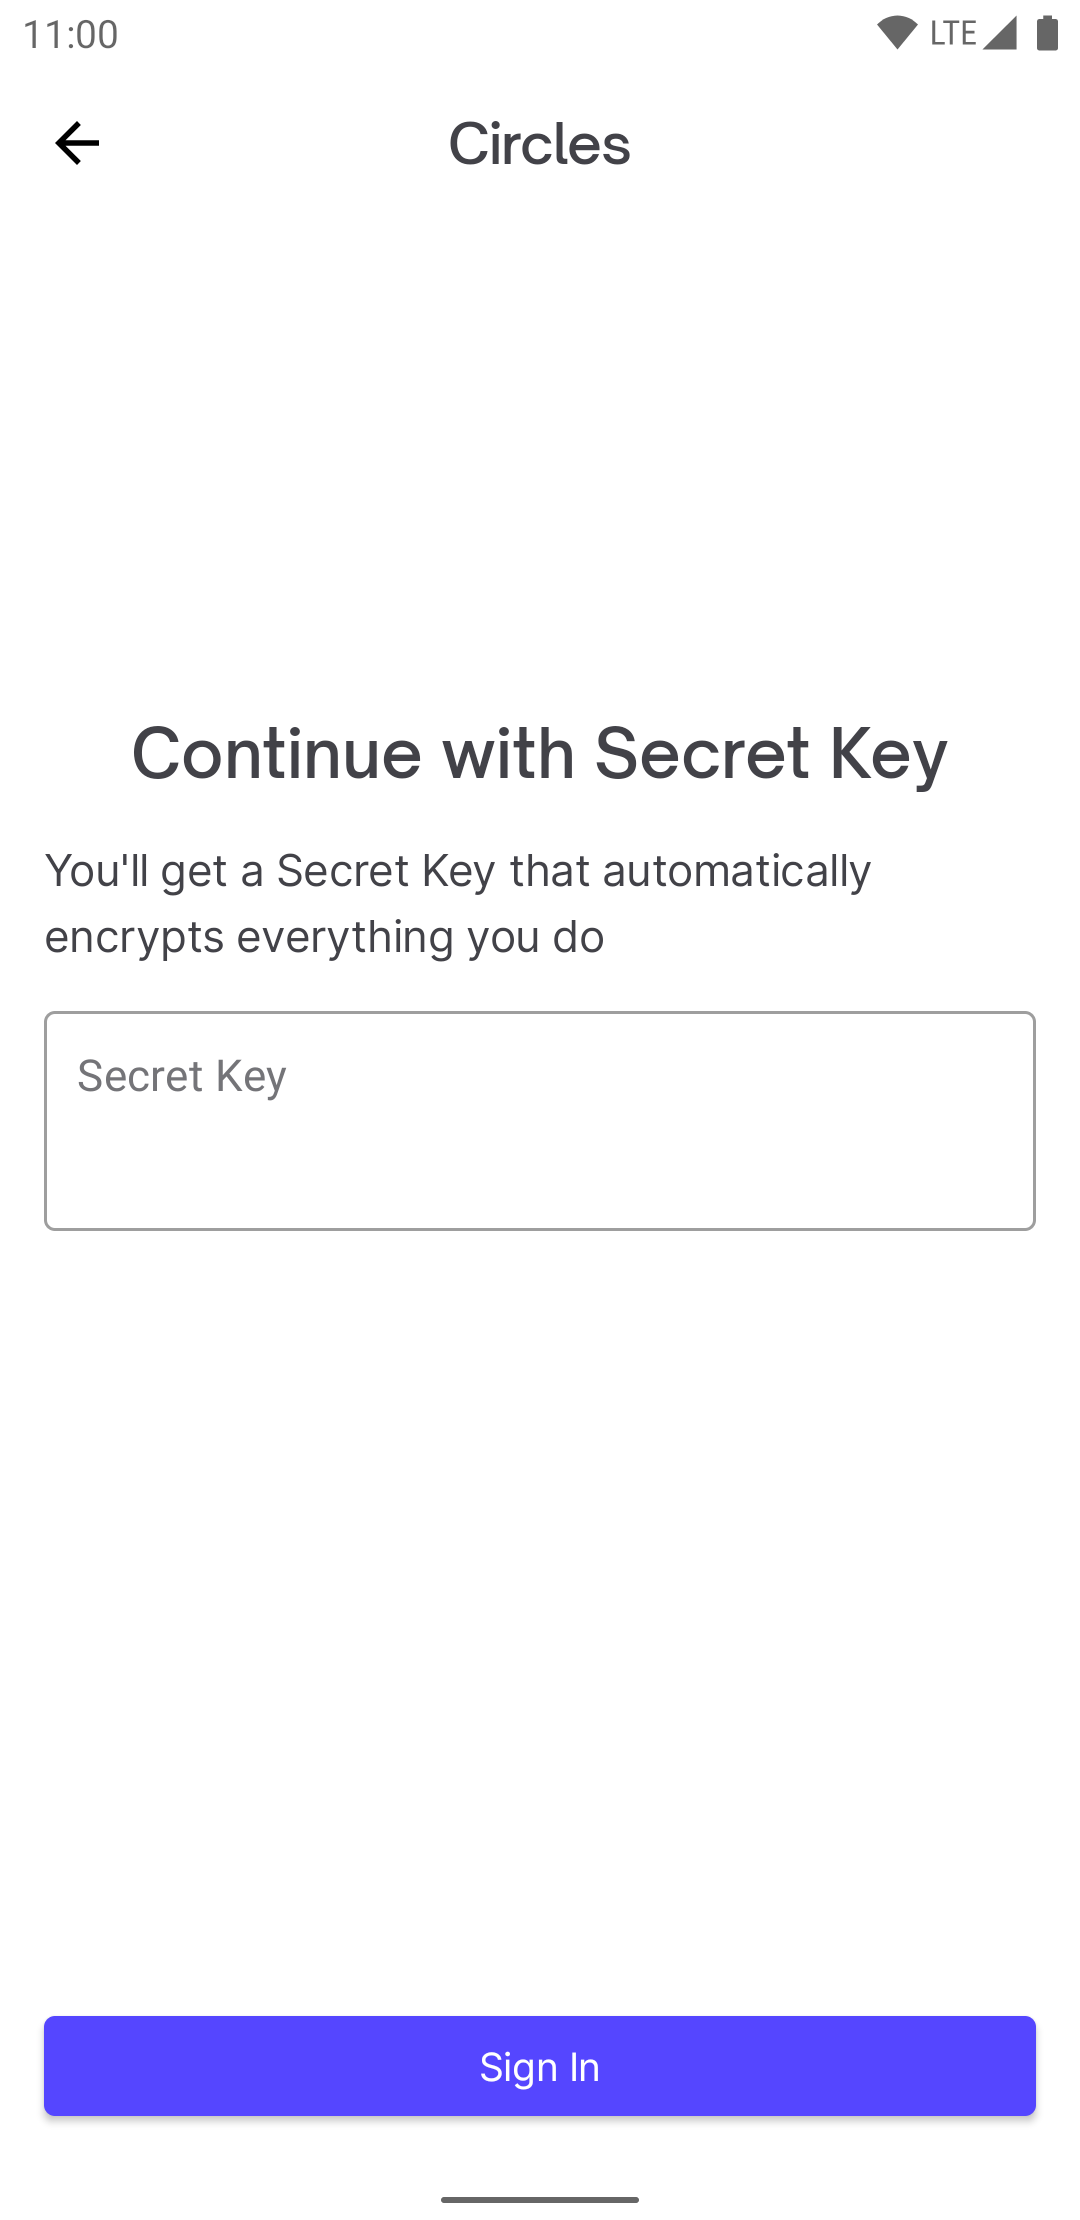 11:00
LTE
Circles
Continue with Secret Key
You'll get a Secret Key that automatically
encrypts everything you do
Secret Key
Sign In